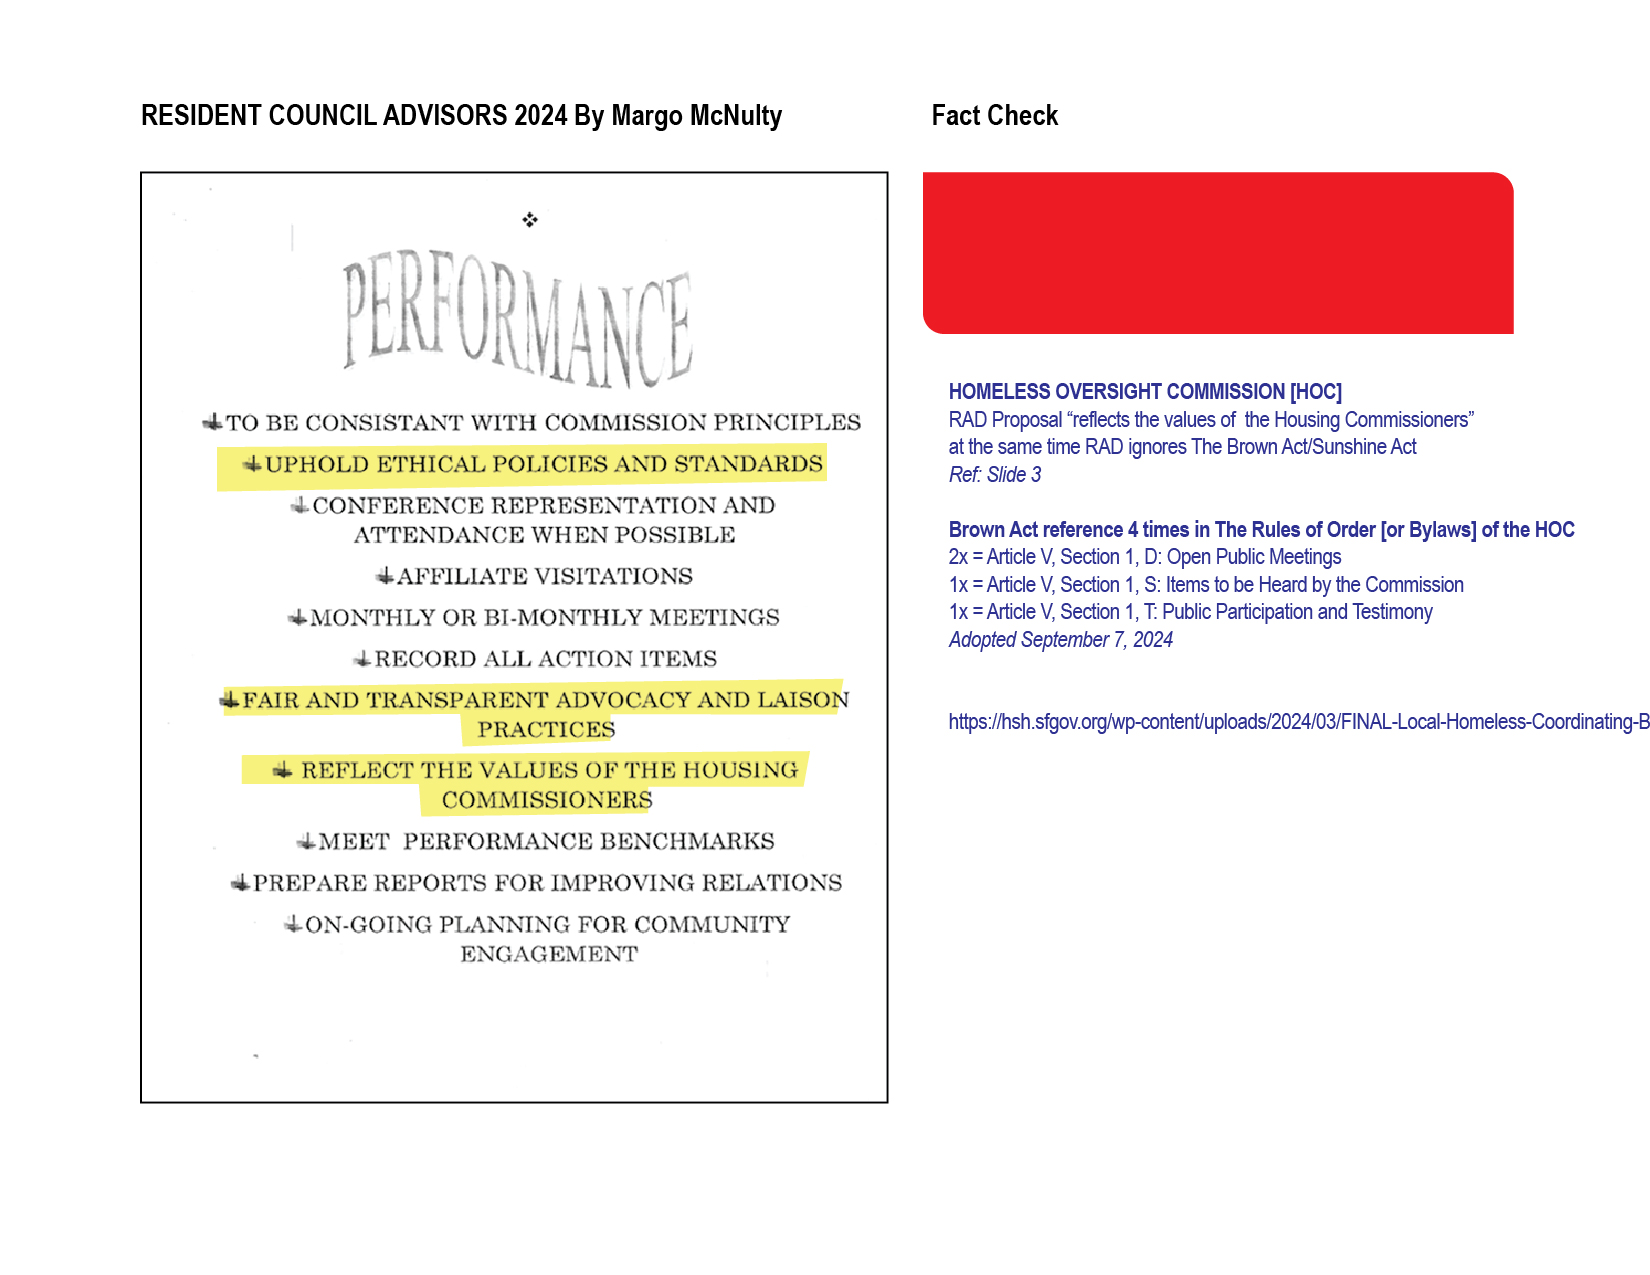 RESIDENT COUNCIL ADVISORS 2024 By Margo McNulty
Fact Check
PERFORMANCE
TO BE CONSISTANT WITH COMMISSION PRINCIPLES
UPHOLD ETHICAL POLICIES AND STANDARDS
CONFERENCE REPRESENTATION AND
ATTENDANCE WHEN POSSIBLE
AFFILIATE VISITATIONS
MONTHLY OR BI-MONTHLY MEETINGS
RECORD ALL ACTION ITEMS
FAIR AND TRANSPARENT ADVOCACY AND LAISON
PRACTICES
REFLECT THE VALUES OF THE HOUSING
COMMISSIONERS
MEET PERFORMANCE BENCHMARKS
PREPARE REPORTS FOR IMPROVING RELATIONS
ON-GOING PLANNING FOR COMMUNITY
ENGAGEMENT
HOMELESS OVERSIGHT COMMISSION [HOC]
RAD Proposal “reflects the values of the Housing Commissioners”
at the same time RAD ignores The Brown Act/Sunshine Act
Ref: Slide 3
Brown Act reference 4 times in The Rules of Order [or Bylaws] of the HOC
2x = Article V, Section 1, D: Open Public Meetings
1x = Article V, Section 1, S: Items to be Heard by the Commission
1x = Article V, Section 1, T: Public Participation and Testimony
Adopted September 7, 2024
https://hsh.sfgov.org/wp-content/uploads/2024/03/FINAL-Local-Homeless-Coordinating-B